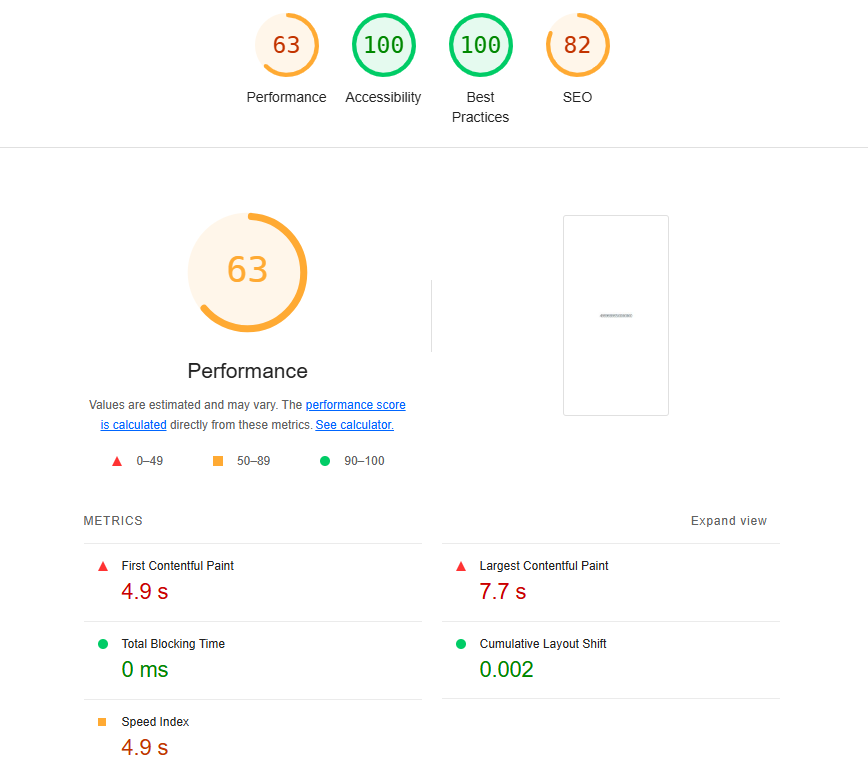 63
100
100
82
Performance
Accessibility
Best
Practices
SEO
63
Performance
Values are estimated and may vary. The performance score
is calculated directly from these metrics. See calculator.
0–49
50–89
90–100
METRICS
Expand view
First Contentful Paint
4.9 s
Largest Contentful Paint
7.7 s
Total Blocking Time
0 ms
Cumulative Layout Shift
0.002
Speed Index
4.9 s